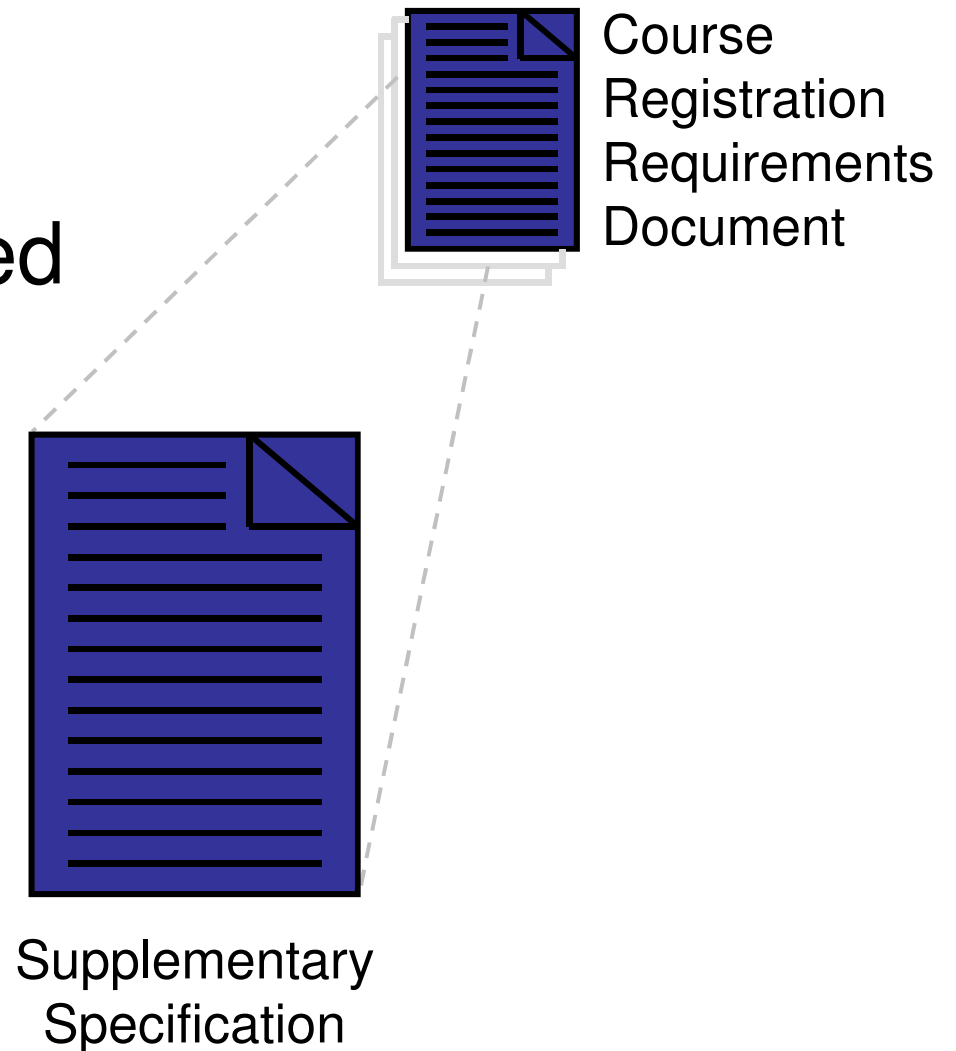 Course
Registration
Requirements
Document
ed
Supplementary
Specification